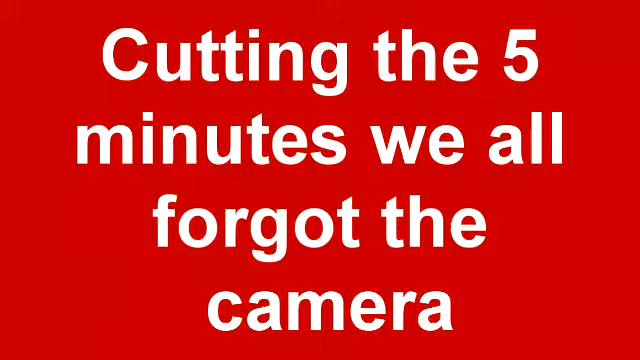 Cutting the 5
minutes we all
forgot the
camera